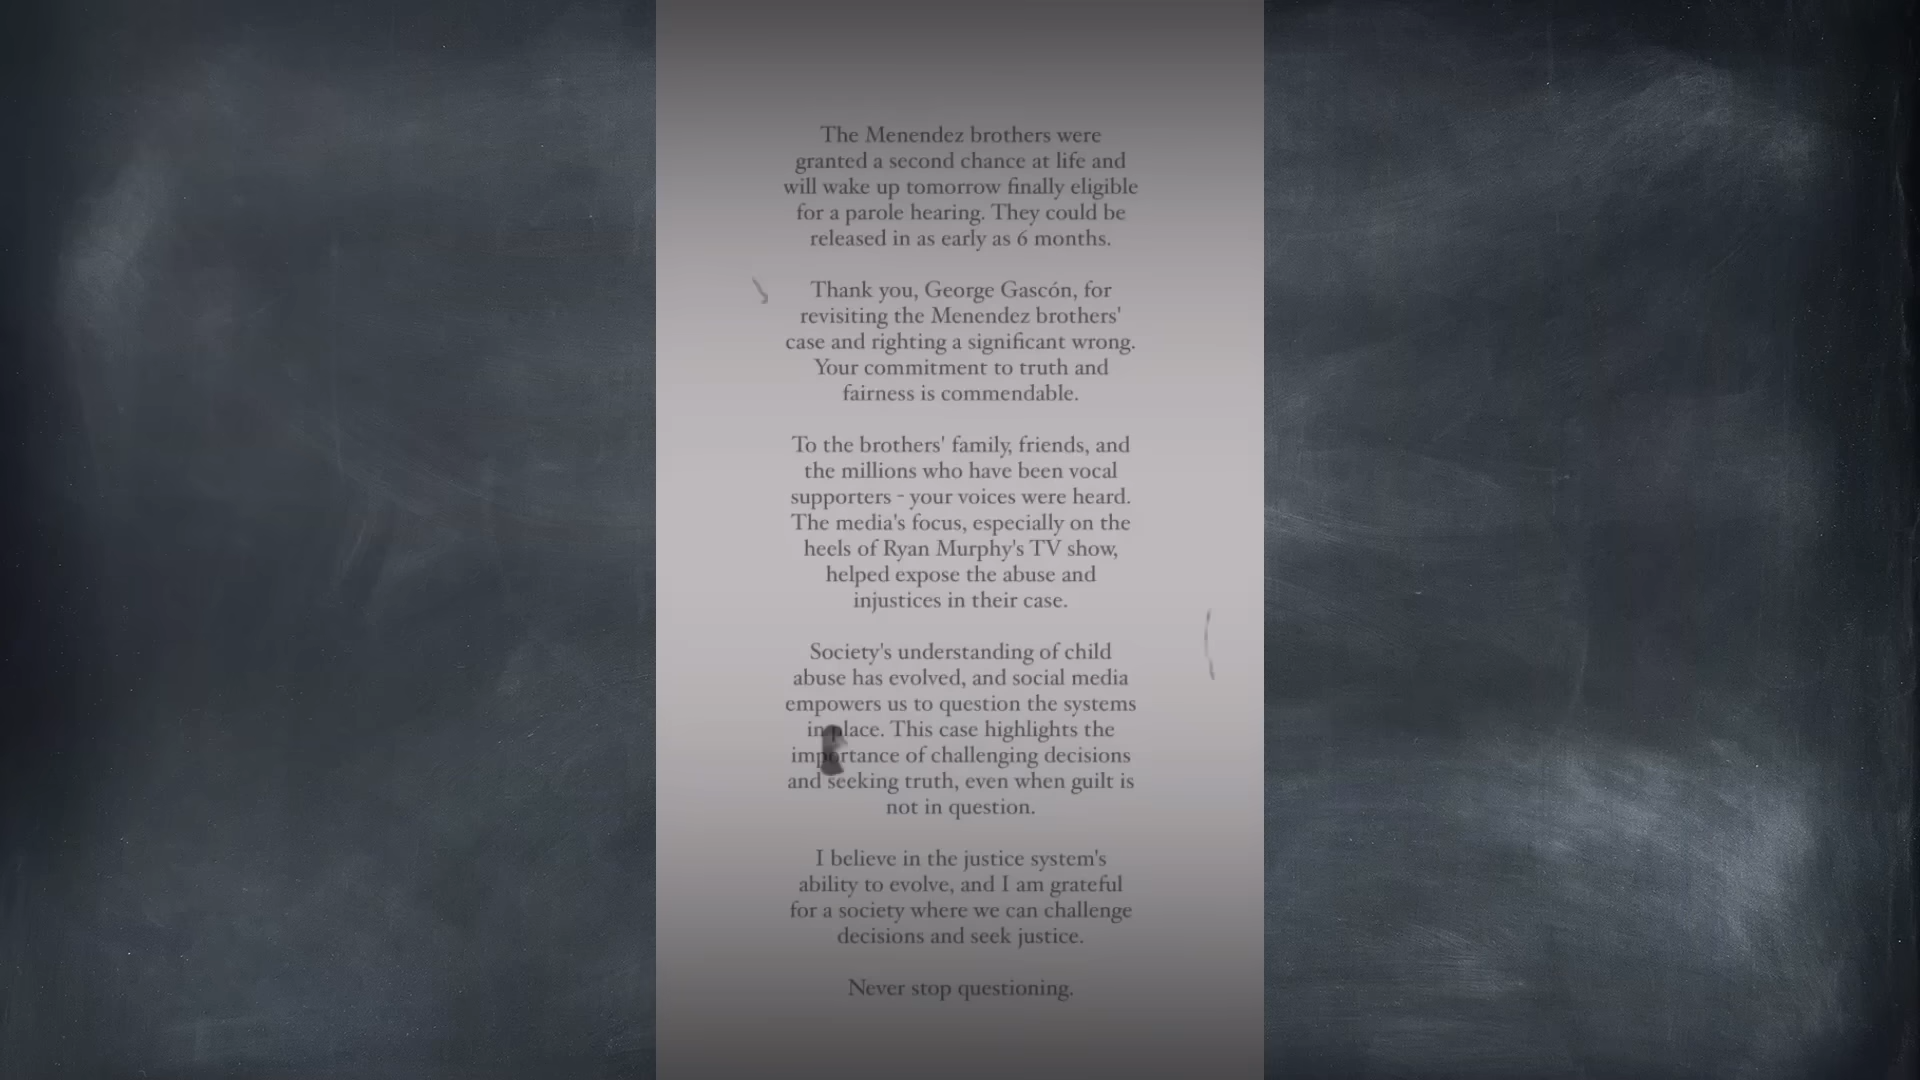 The Menendez brothers were
granted a second chance at life and
will wake up tomorrow finally eligible
for a parole hearing. They could be
released in as early as 6 months.
Thank you, George Gascón, for
revisiting the Menendez brothers'
case and righting a significant wrong.
Your commitment to truth and
fairness is commendable.
To the brothers' family, friends, and
the millions who have been vocal
supporters - your voices were heard.
The media's focus, especially on the
heels of Ryan Murphy's TV show,
helped expose the abuse and
injustices in their case.
Society's understanding of child
abuse has evolved, and social media
empowers us to question the systems
in place. This case highlights the
importance of challenging decisions
and seeking truth, even when guilt is
not in question.
I believe in the justice system's
ability to evolve, and I am grateful
for a society where we can challenge
decisions and seek justice.
Never stop questioning.